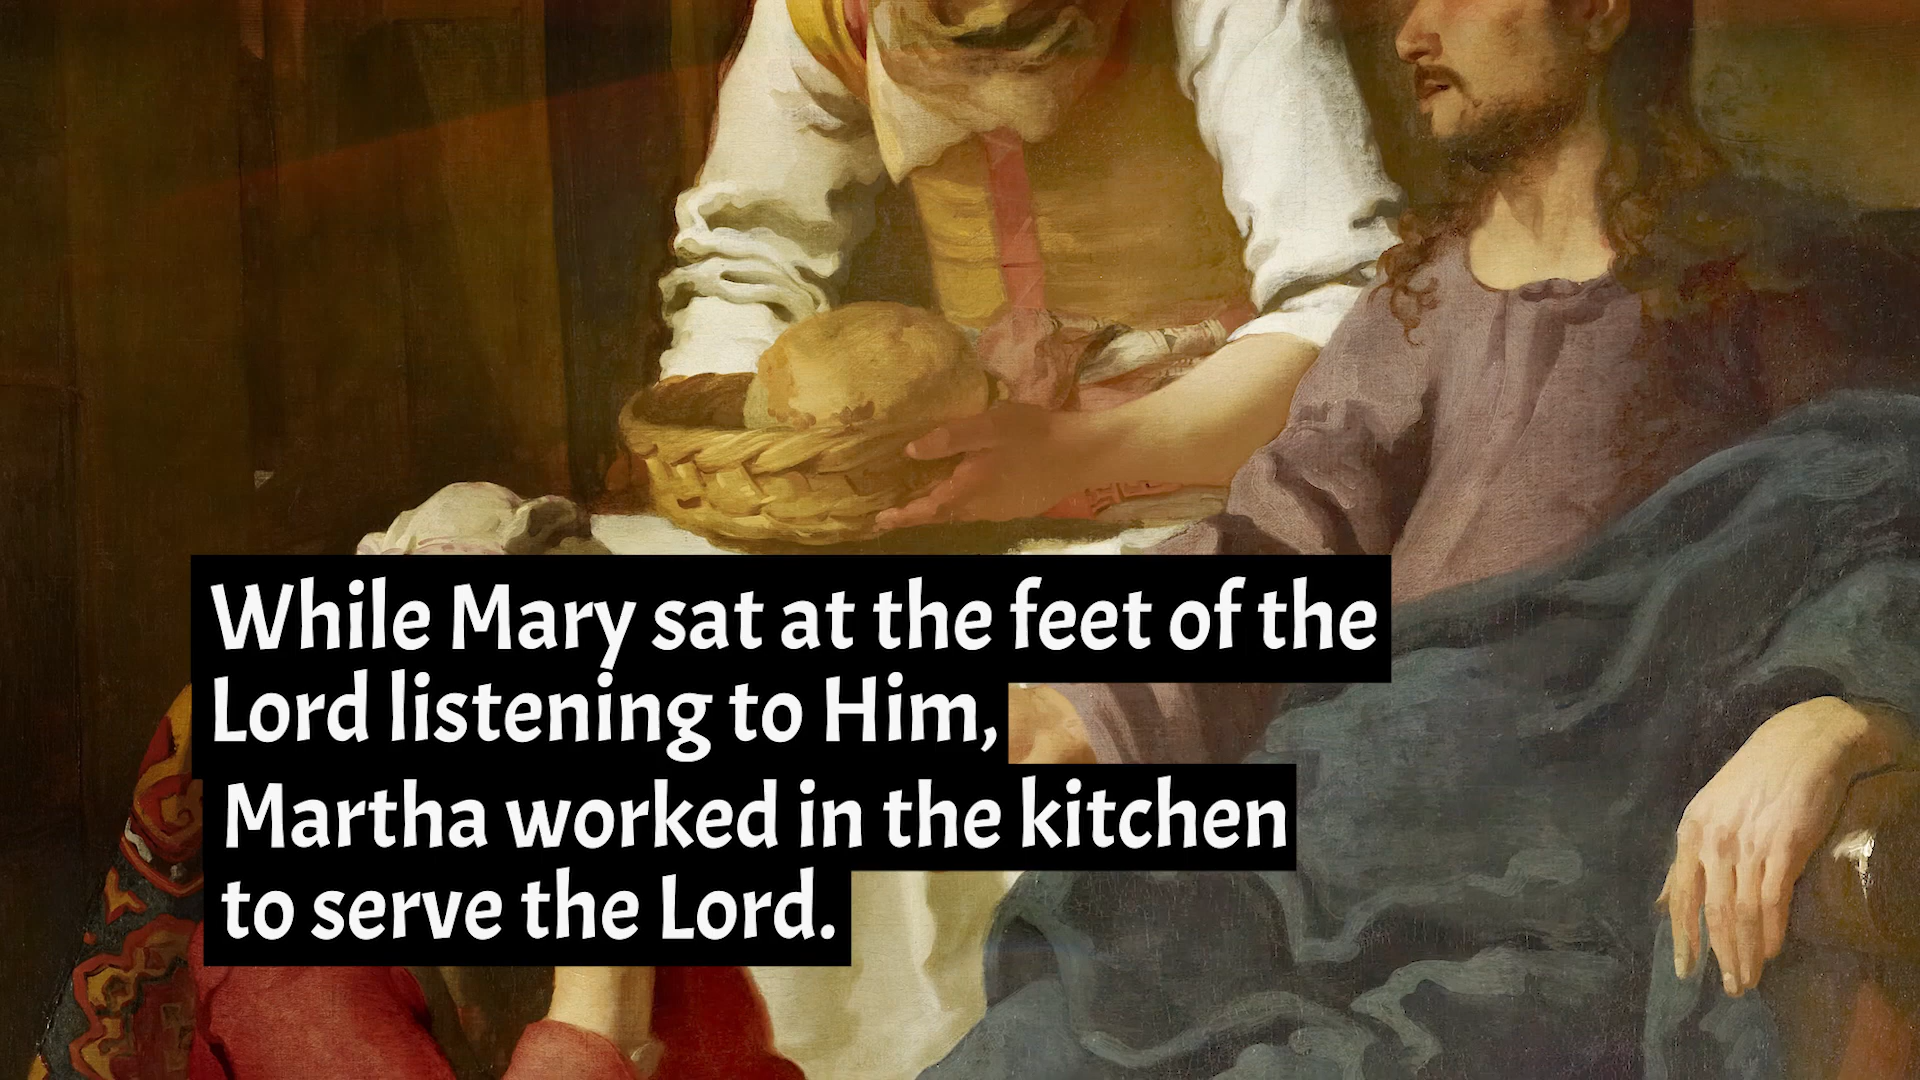 While Mary sat at the feet of the
Lord listening to Him,
Martha worked in the kitchen
to serve the Lord.